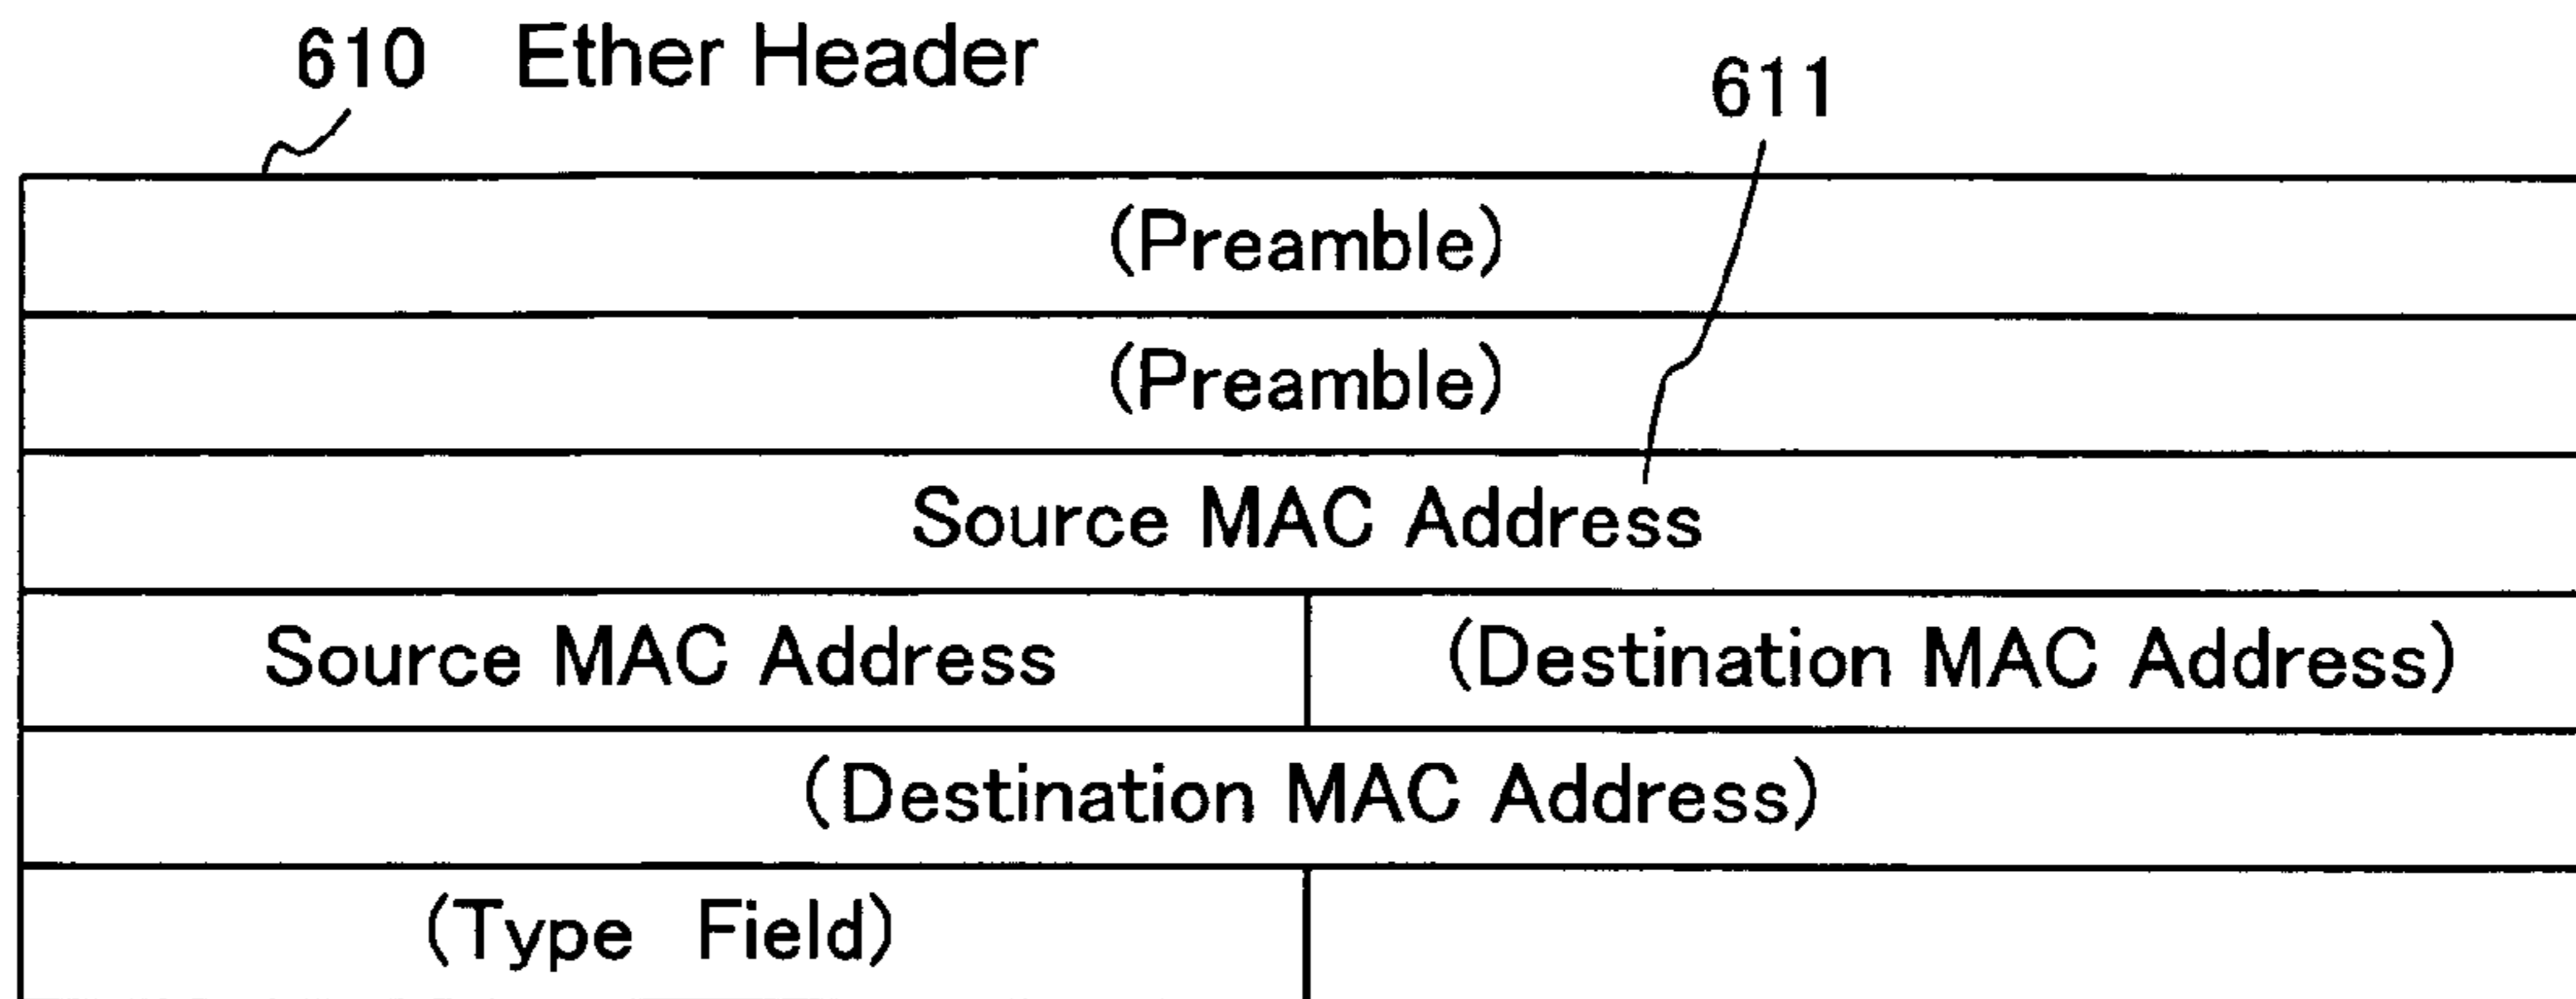 610 Ether Header
611
(Preamble)
(Preamble)
Source MAC Address
Source MAC Address (Destination MAC Address)
(Destination MAC Address)
(Type Field)